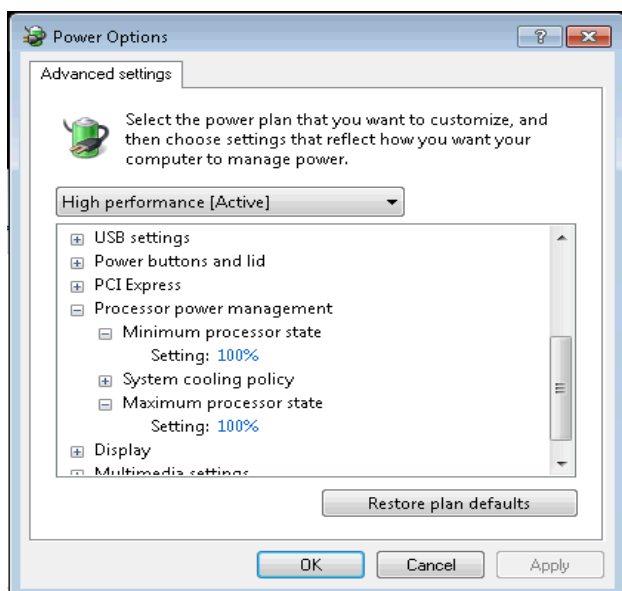 Power Options
Advanced settings
Select the power plan that you want to customize, and
then choose settings that reflect how you want your
computer to manage power.
High performance [Active]
USB settings
Power buttons and lid
PCI Express
Processor power management
Minimum processor state
Setting: 100%
System cooling policy
Maximum processor state
Setting: 100%
Display
Multimedia settings
Restore plan defaults
OK Cancel Apply